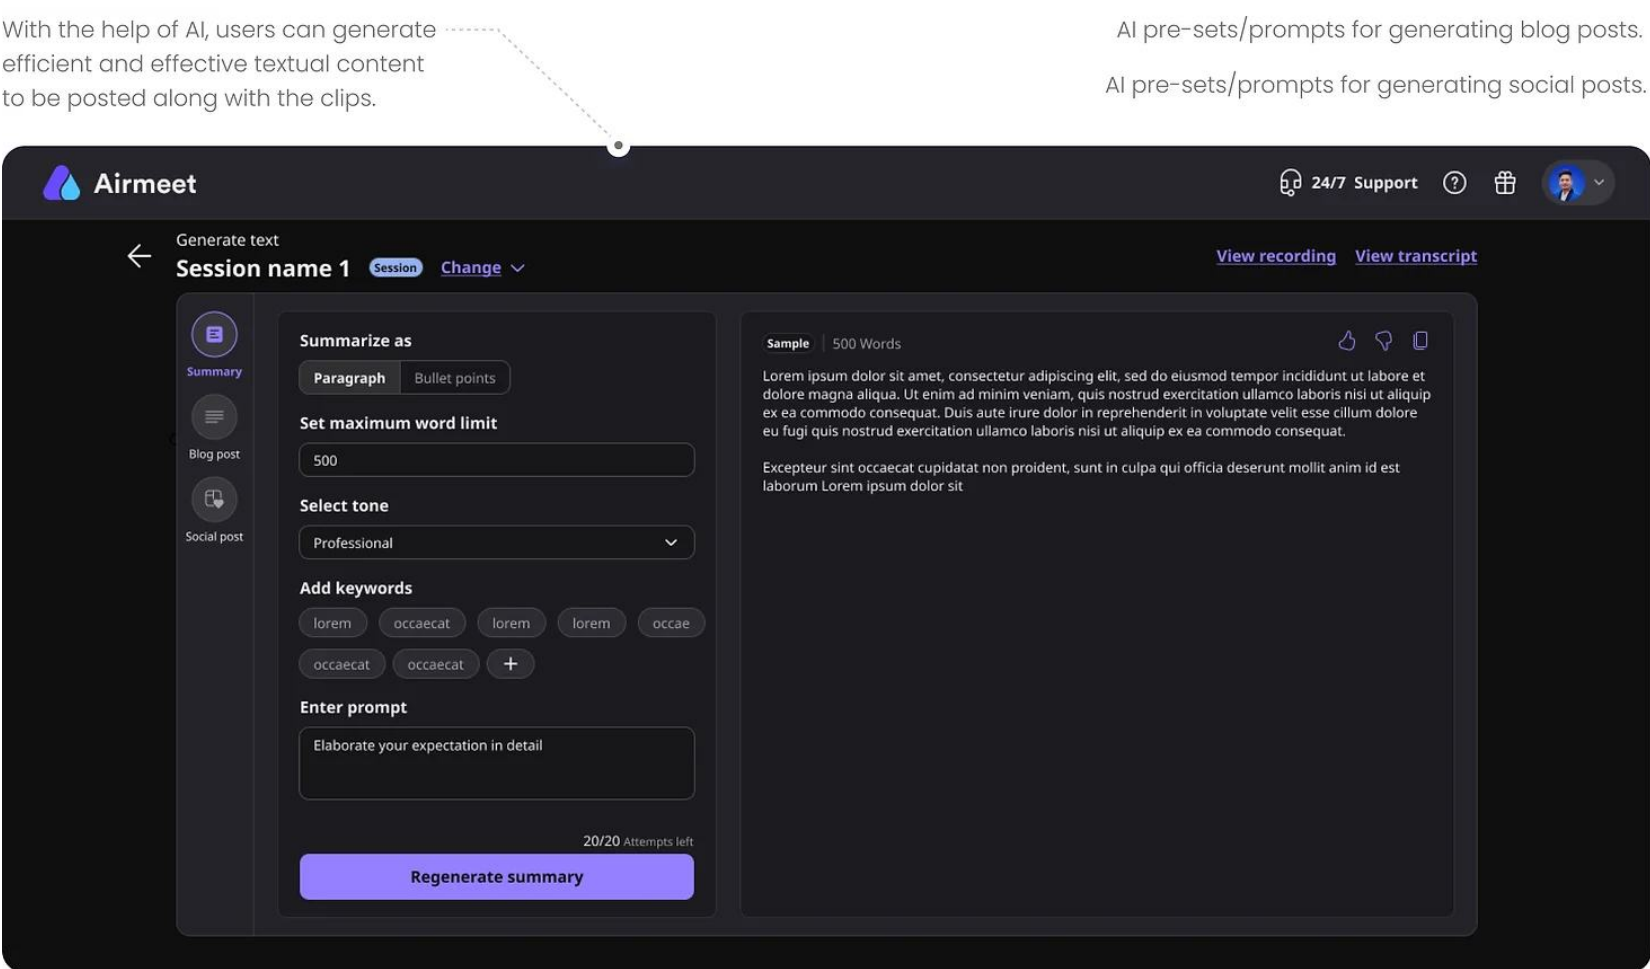 With the help of AI, users can generate
efficient and effective textual content
to be posted along with the clips.
AI pre-sets/prompts for generating blog posts.
AI pre-sets/prompts for generating social posts.
Airmeet
24/7 Support
Generate text
Session name 1 Session Change
View recording View transcript
Summary
Blog post
Social post
Summarize as
Paragraph Bullet points
Set maximum word limit
500
Select tone
Professional
Add keywords
lorem occaecat lorem lorem occae
occaecat occaecat +
Enter prompt
Elaborate your expectation in detail
20/20 Attempts left
Regenerate summary
Sample 500 Words
Lorem ipsum dolor sit amet, consectetur adipiscing elit, sed do eiusmod tempor incididunt ut labore et
dolore magna aliqua. Ut enim ad minim veniam, quis nostrud exercitation ullamco laboris nisi ut aliquip
ex ea commodo consequat. Duis aute irure dolor in reprehenderit in voluptate velit esse cillum dolore
eu fugi quis nostrud exercitation ullamco laboris nisi ut aliquip ex ea commodo consequat.
Excepteur sint occaecat cupidatat non proident, sunt in culpa qui officia deserunt mollit anim id est
laborum Lorem ipsum dolor sit